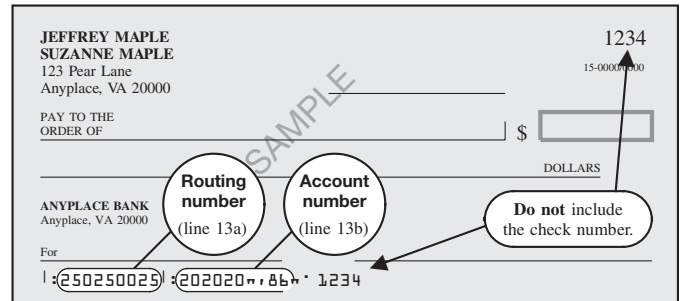 JEFFREY MAPLE
SUZANNE MAPLE
123 Pear Lane
Anyplace, VA 20000
1234
15-0000/0000
SAMPLE
PAY TO THE
ORDER OF
$
DOLLARS
ANYPLACE BANK
Anyplace, VA 20000
Routing
number
(line 13a)
Account
number
(line 13b)
Do not include
the check number.
For
|:250250025|:202020"'86"' 1234